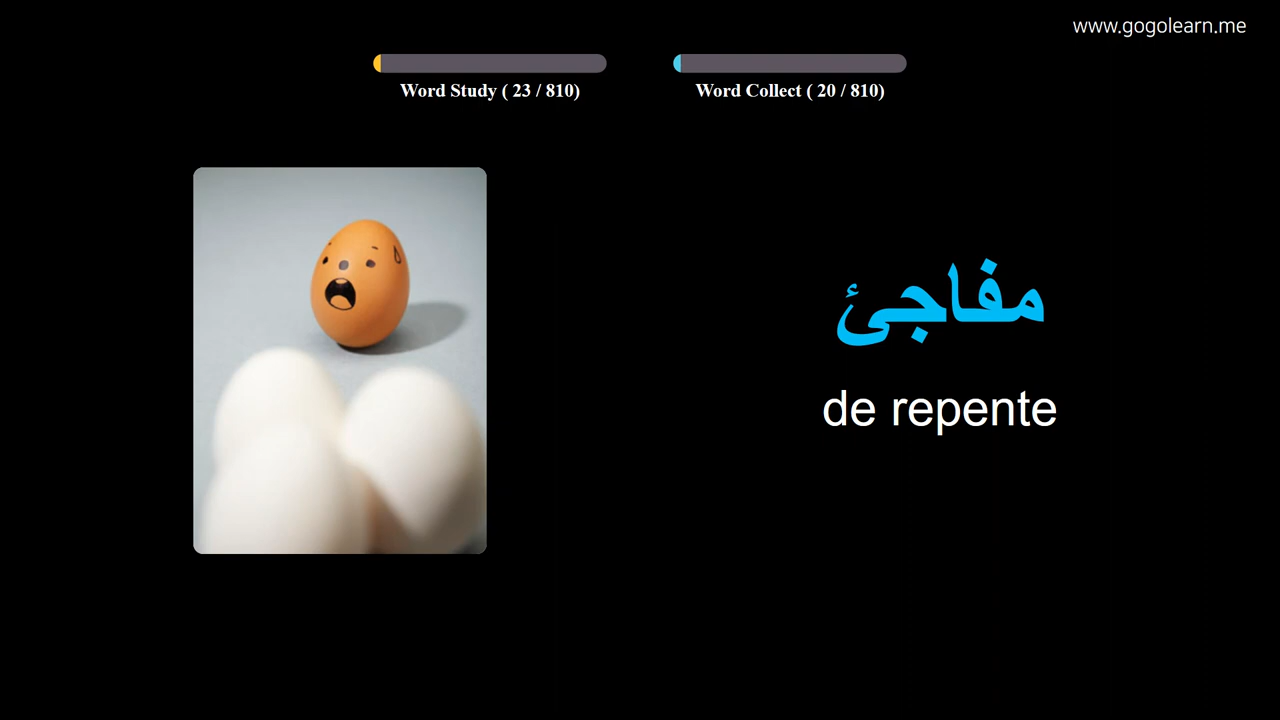 www.gogolearn.me
Word Study ( 23 / 810)
Word Collect ( 20 / 810)
مفاجئ
de repente